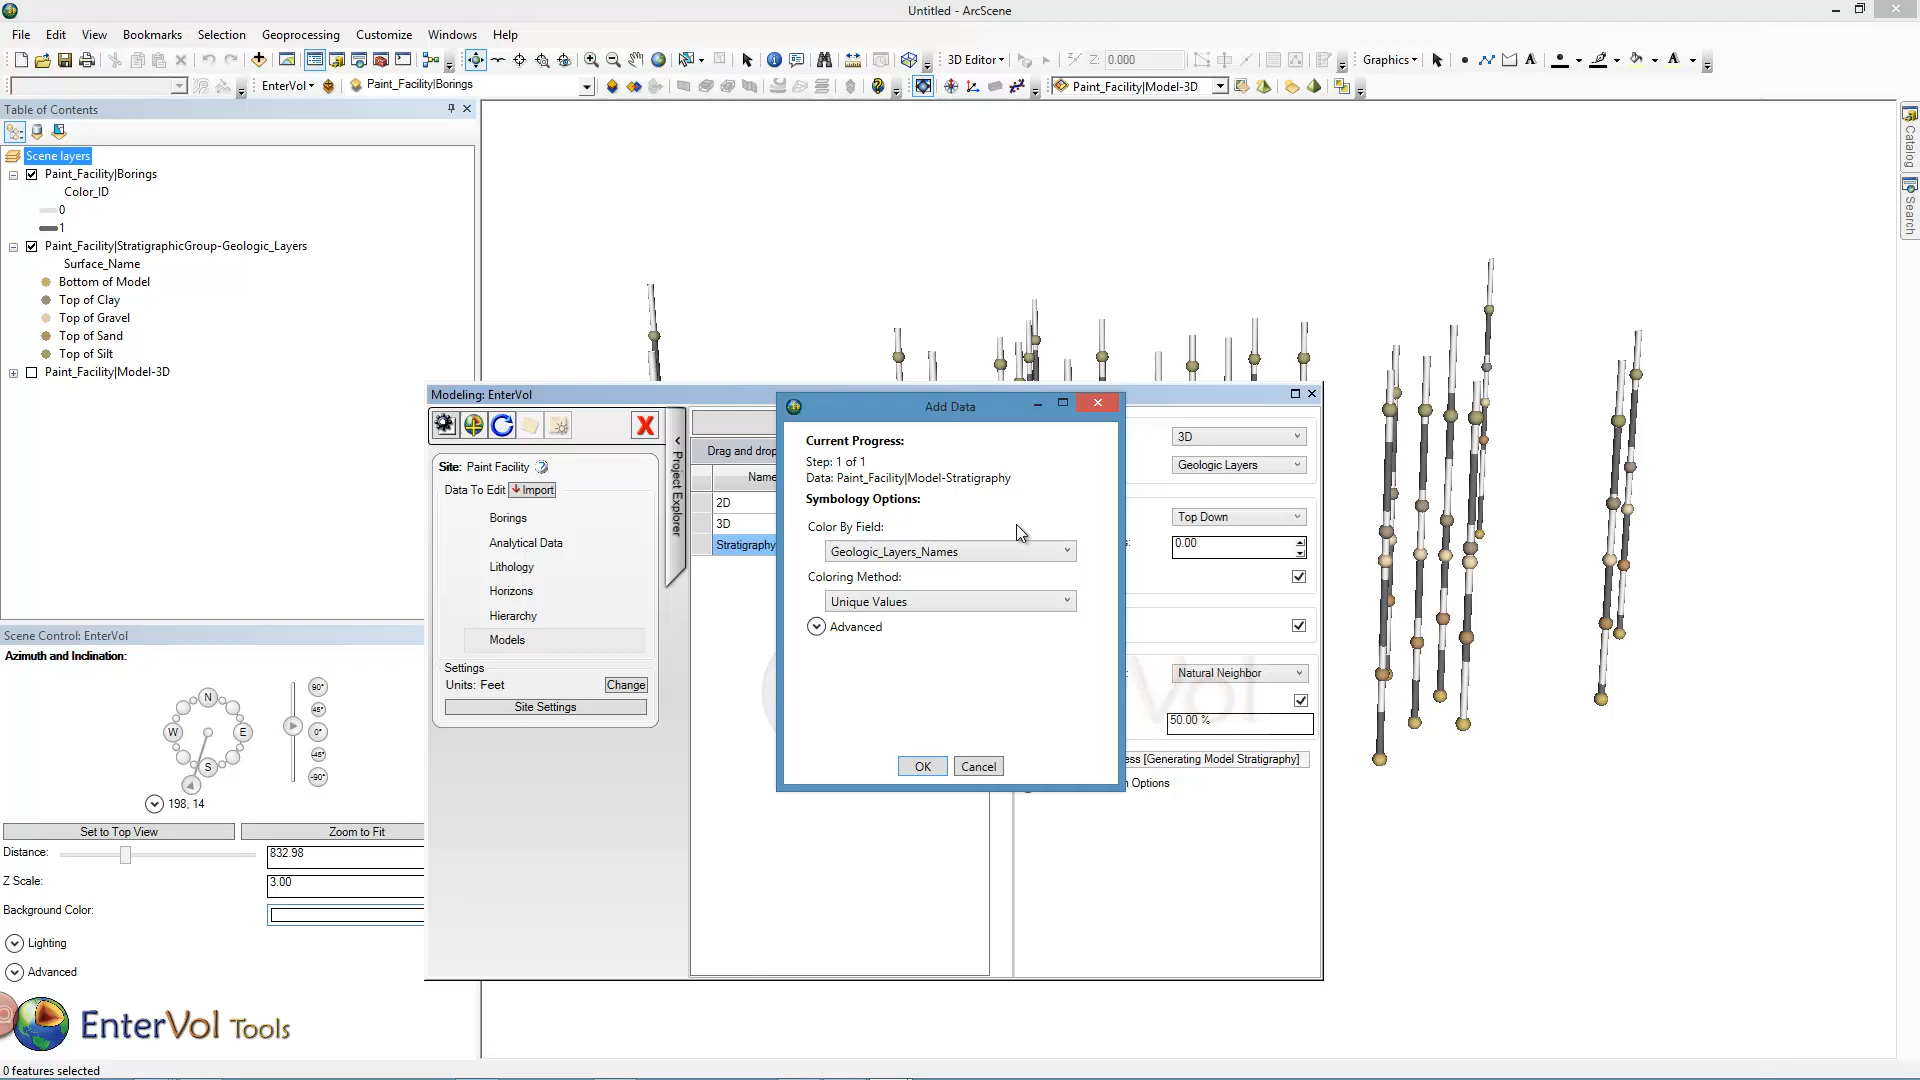 Untitled - ArcScene
File Edit View Bookmarks Selection Geoprocessing Customize Windows Help
3D Editor Z: 0.000 Graphics A A
EnterVol Paint_Facility|Borings Paint_Facility|Model-3D
Table of Contents
Scene layers
Paint_Facility|Borings
Color_ID
0
1
Paint_Facility|StratigraphicGroup-Geologic_Layers
Surface_Name
Bottom of Model
Top of Clay
Top of Gravel
Top of Sand
Top of Silt
Paint_Facility|Model-3D
Catalog
Search
Modeling: EnterVol
X
Site: Paint Facility
Data To Edit Import
Borings
Analytical Data
Lithology
Horizons
Hierarchy
Models
Settings
Units: Feet Change
Site Settings
Project Explorer
Drag and drop
Name
2D
3D
Stratigraphy
Add Data
Current Progress:
Step: 1 of 1
Data: Paint_Facility|Model-Stratigraphy
Symbology Options:
Color By Field:
Geologic_Layers_Names
Coloring Method:
Unique Values
Advanced
OK Cancel
3D
Geologic Layers
Top Down
0.00
Natural Neighbor
50.00 %
ess [Generating Model Stratigraphy]
n Options
Scene Control: EnterVol
Azimuth and Inclination:
N
W E
S
90°
45°
0°
-45°
-90°
198, 14
Set to Top View Zoom to Fit
Distance: 832.98
Z Scale: 3.00
Background Color:
Lighting
Advanced
EnterVol Tools
0 features selected